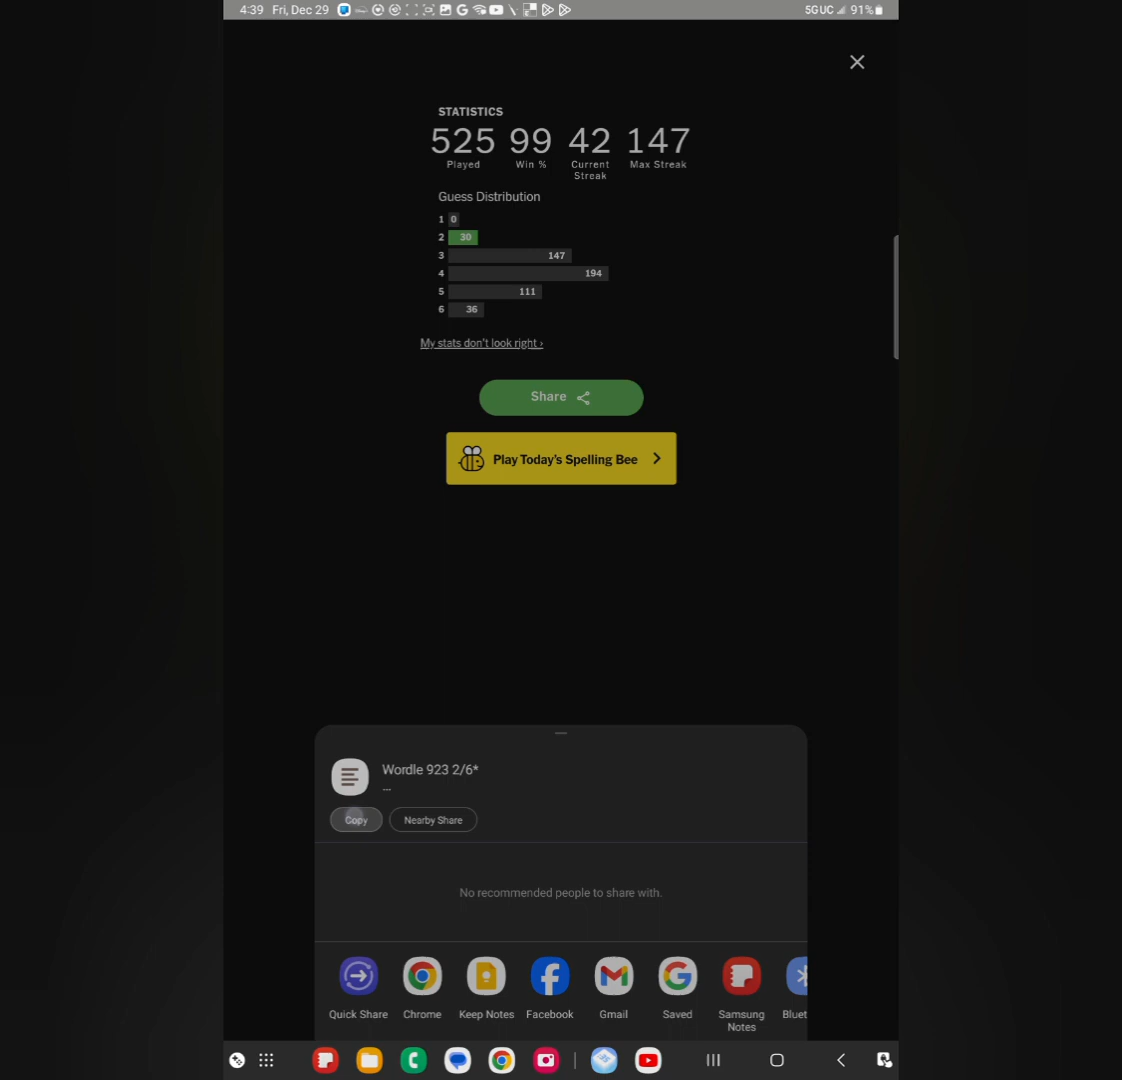 4:39 Fri, Dec 29 5GUC 91%
STATISTICS
525 99 42 147
Played Win % Current Streak Max Streak
Guess Distribution
1 0
2 30
3 147
4 194
5 111
6 36
My stats don't look right ›
Share
Play Today's Spelling Bee
Wordle 923 2/6*
...
Copy Nearby Share
No recommended people to share with.
Quick Share Chrome Keep Notes Facebook Gmail Saved Samsung Notes Bluet